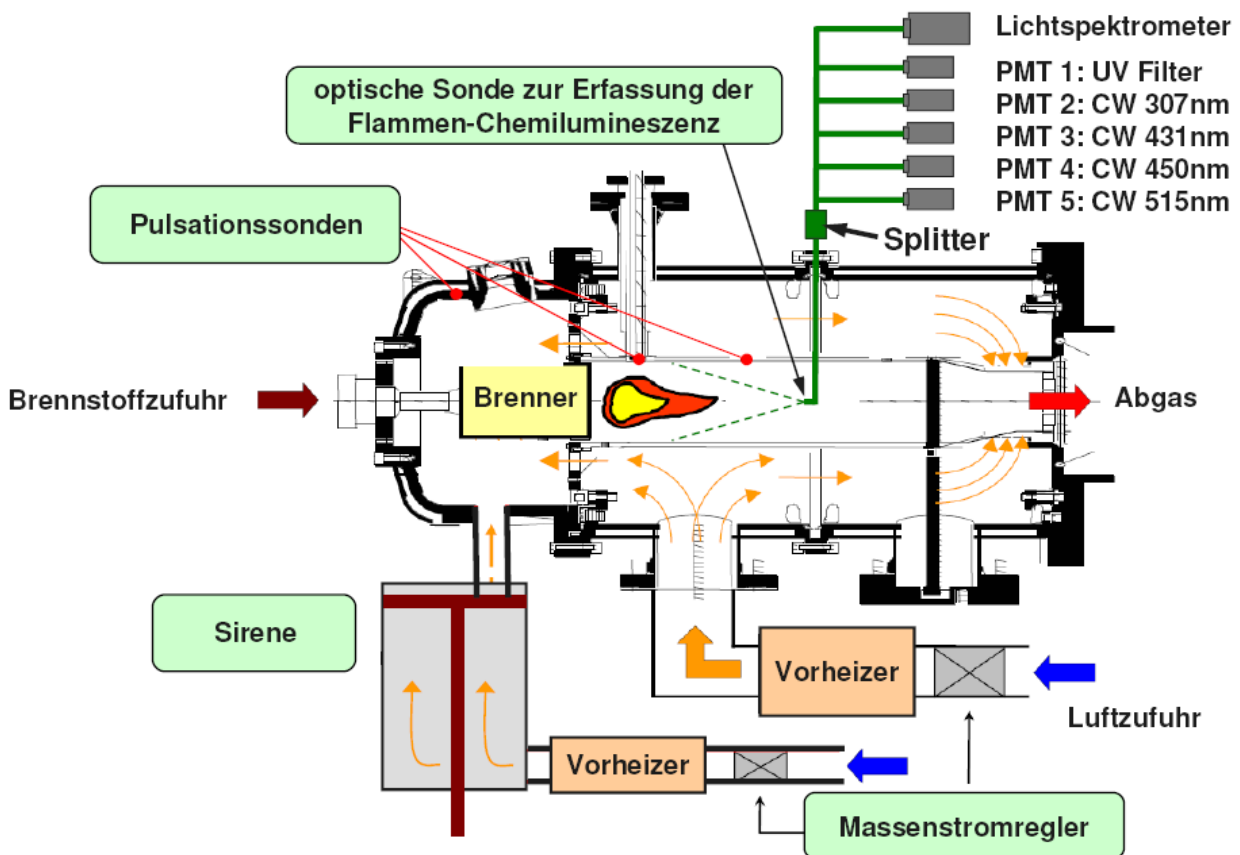 Lichtspektrometer
PMT 1: UV Filter
PMT 2: CW 307nm
PMT 3: CW 431nm
PMT 4: CW 450nm
PMT 5: CW 515nm
optische Sonde zur Erfassung der
Flammen-Chemilumineszenz
Pulsationssonden
Splitter
Brennstoffzufuhr
Brenner
Abgas
Sirene
Vorheizer
Luftzufuhr
Vorheizer
Massenstromregler